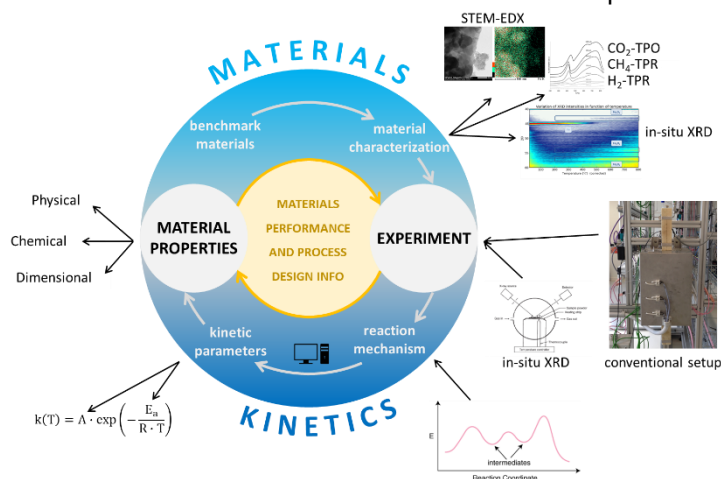 STEM-EDX
CO₂-TPO
CH₄-TPR
H₂-TPR
MATERIALS
benchmark
materials
material
characterization
in-situ XRD
Physical
Chemical
Dimensional
MATERIAL
PROPERTIES
MATERIALS
PERFORMANCE
AND PROCESS
DESIGN INFO
EXPERIMENT
kinetic
parameters
reaction
mechanism
in-situ XRD
conventional setup
KINETICS
k(T) = A · exp(−Eₐ/(R · T))
E
intermediates
Reaction Coordinate